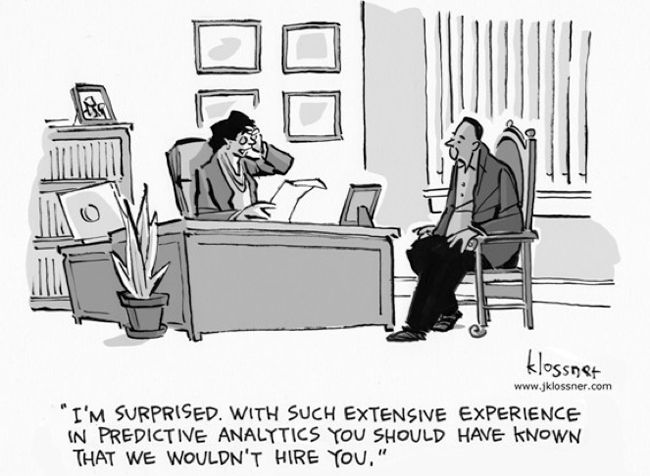 klossner
www.jklossner.com
"I'M SURPRISED. WITH SUCH EXTENSIVE EXPERIENCE
IN PREDICTIVE ANALYTICS YOU SHOULD HAVE KNOWN
THAT WE WOULDN'T HIRE YOU."